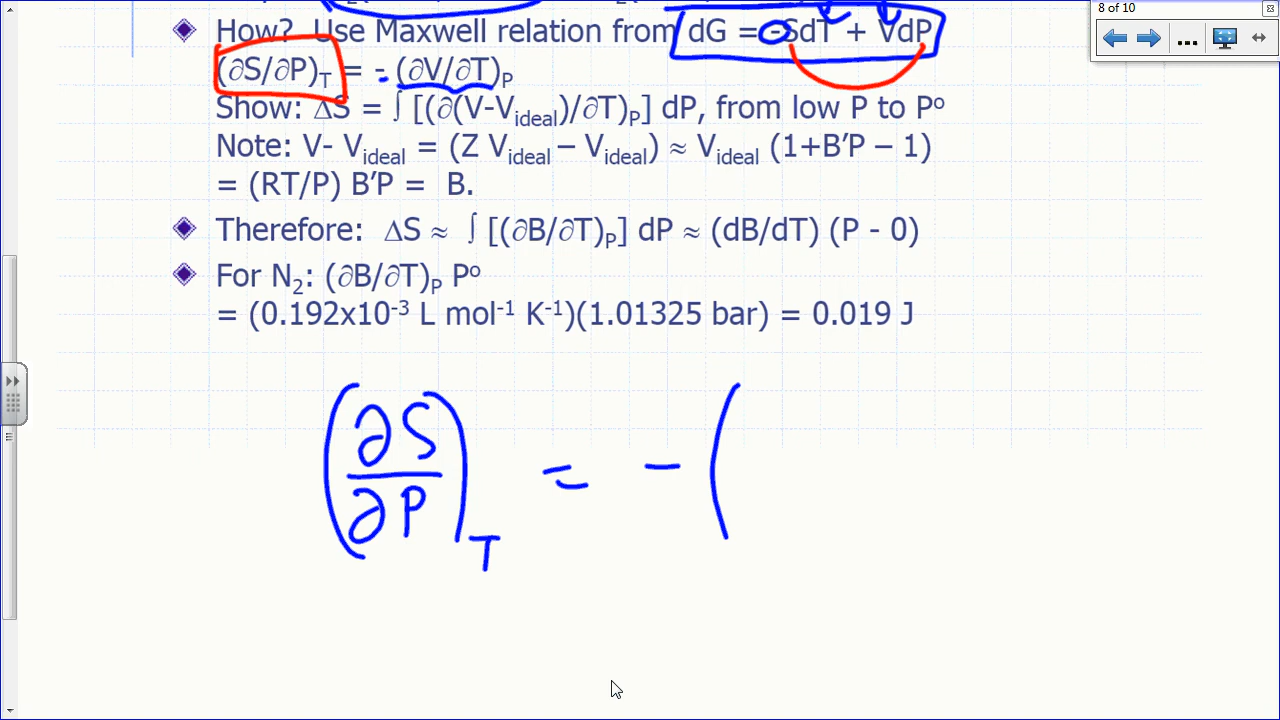 8 of 10
How? Use Maxwell relation from dG = -SdT + VdP
(∂S/∂P)T = - (∂V/∂T)P
Show: ΔS = ∫ [(∂(V-Videal)/∂T)P] dP, from low P to Pº
Note: V- Videal = (Z Videal – Videal) ≈ Videal (1+B'P – 1)
= (RT/P) B'P = B.
Therefore: ΔS ≈ ∫ [(∂B/∂T)P] dP ≈ (dB/dT) (P - 0)
For N2: (∂B/∂T)P Pº
= (0.192x10-3 L mol-1 K-1)(1.01325 bar) = 0.019 J
(∂S/∂P)T = - (